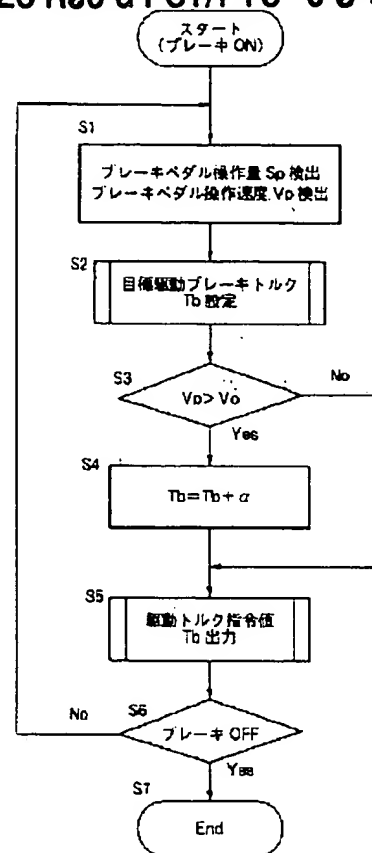 スタート
(ブレーキ ON)
S1
ブレーキペダル操作量 Sp 検出
ブレーキペダル操作速度 Vp 検出
S2
目標駆動ブレーキトルク
Tb 設定
S3
Vp> Vo
No
Yes
S4
Tb=Tb+ α
S5
駆動トルク指令値
Tb 出力
No
S6
ブレーキ OFF
Yes
S7
End